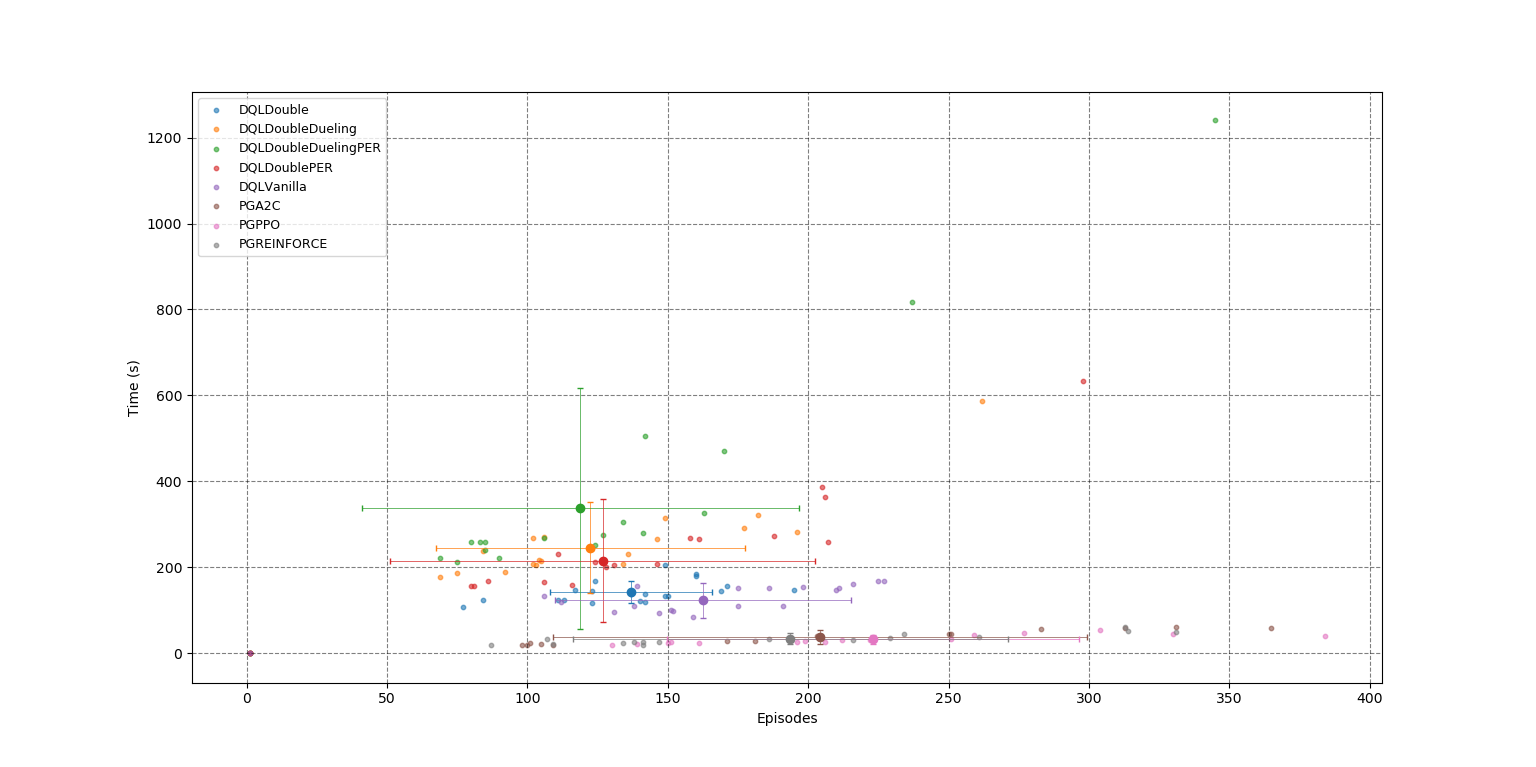 DQLDouble
DQLDoubleDueling
DQLDoubleDuelingPER
DQLDoublePER
DQLVanilla
PGA2C
PGPPO
PGREINFORCE
1200
1000
800
600
400
200
0
Time (s)
0 50 100 150 200 250 300 350 400
Episodes